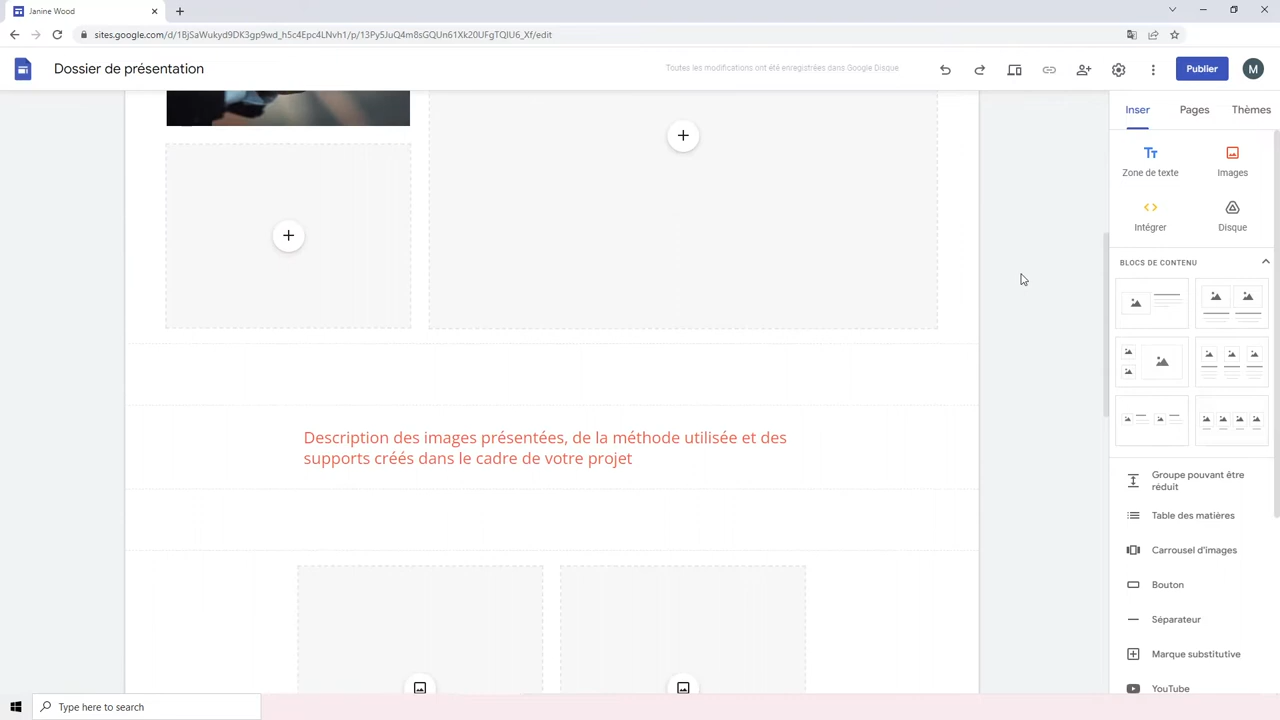 Janine Wood
sites.google.com/d/1BjSaWukyd9DK3gp9wd_h5c4Epc4LNvh1/p/13Py5JuQ4m8sGQUn61Xk20UFgTQIU6_Xf/edit
Dossier de présentation
Toutes les modifications ont été enregistrées dans Google Disque
Publier
M
Inser
Pages
Thèmes
Zone de texte
Images
Intégrer
Disque
BLOCS DE CONTENU
Description des images présentées, de la méthode utilisée et des
supports créés dans le cadre de votre projet
Groupe pouvant être
réduit
Table des matières
Carrousel d'images
Bouton
Séparateur
Marque substitutive
YouTube
Type here to search